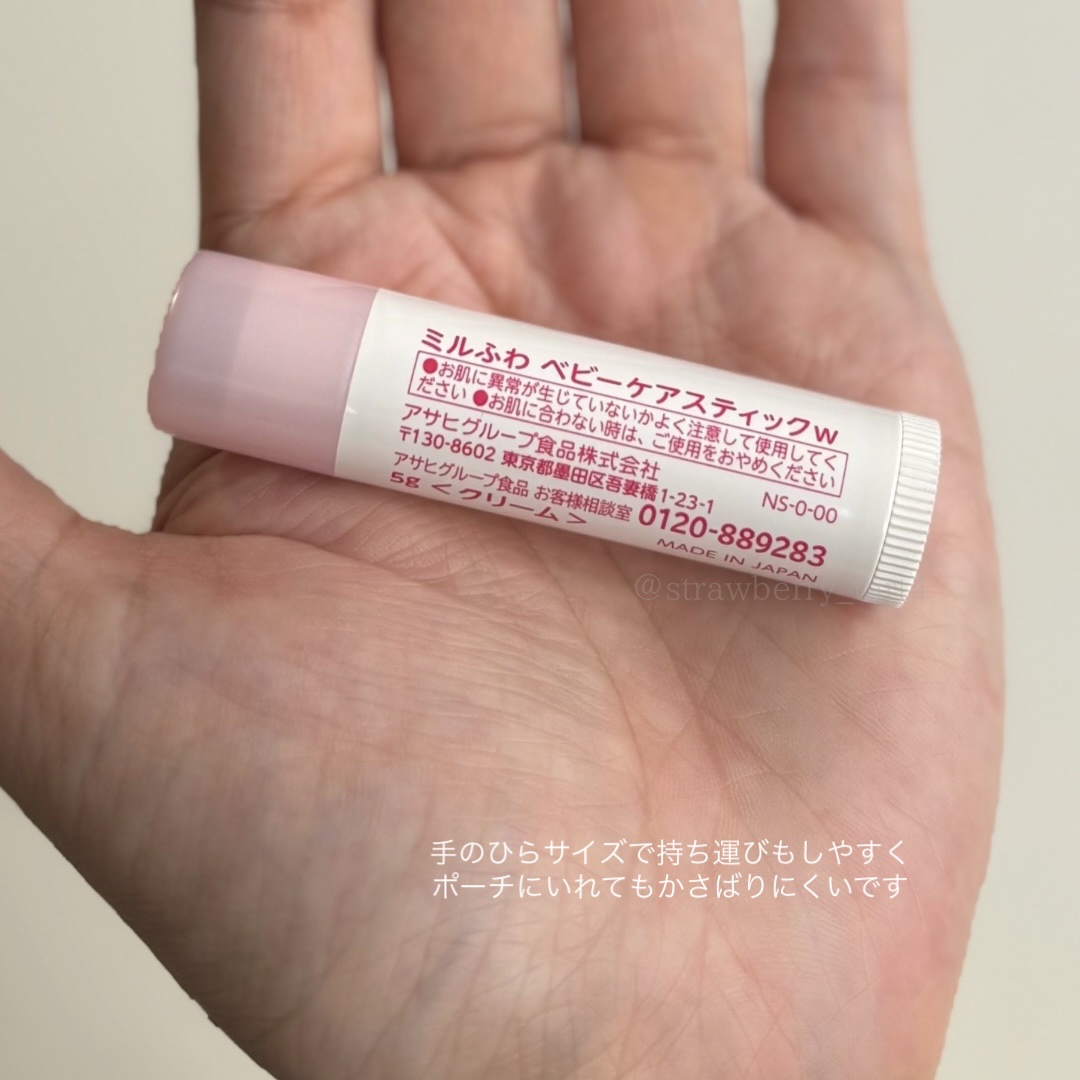 ミルふわ ベビーケアスティックw
●お肌に異常が生じていないかよく注意して使用してく
ださい ●お肌に合わない時は、ご使用をおやめください
アサヒグループ食品株式会社
〒130-8602 東京都墨田区吾妻橋1-23-1
NS-0-00
アサヒグループ食品 お客様相談室 0120-889283
5g <クリーム>
MADE IN JAPAN
@strawberry_
手のひらサイズで持ち運びもしやすく
ポーチにいれてもかさばりにくいです